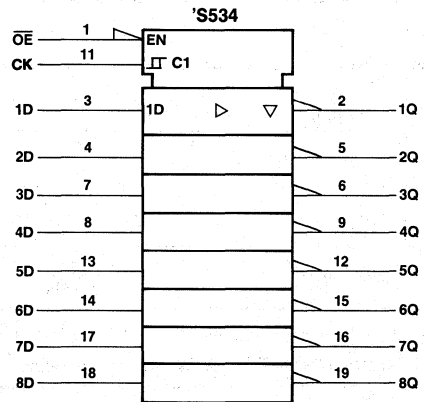 'S534
OE 1 EN
CK 11 C1
1D 3 1D 2 1Q
2D 4 5 2Q
3D 7 6 3Q
4D 8 9 4Q
5D 13 12 5Q
6D 14 15 6Q
7D 17 16 7Q
8D 18 19 8Q